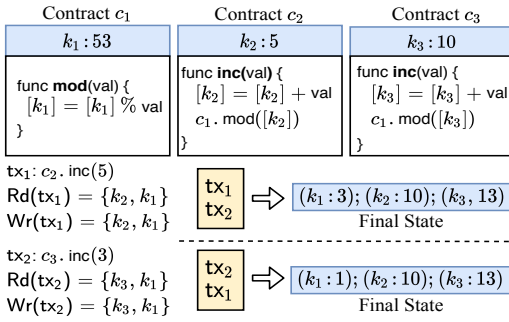 Contract c₁
k₁ : 53
func mod(val) {
[k₁] = [k₁] % val
}
Contract c₂
k₂ : 5
func inc(val) {
[k₂] = [k₂] + val
c₁. mod([k₂])
}
Contract c₃
k₃ : 10
func inc(val) {
[k₃] = [k₃] + val
c₁. mod([k₃])
}
tx₁: c₂. inc(5)
Rd(tx₁) = {k₂, k₁}
Wr(tx₁) = {k₂, k₁}
tx₁
tx₂
(k₁ : 3); (k₂ : 10); (k₃, 13)
Final State
tx₂: c₃. inc(3)
Rd(tx₂) = {k₃, k₁}
Wr(tx₂) = {k₃, k₁}
tx₂
tx₁
(k₁ : 1); (k₂ : 10); (k₃ : 13)
Final State